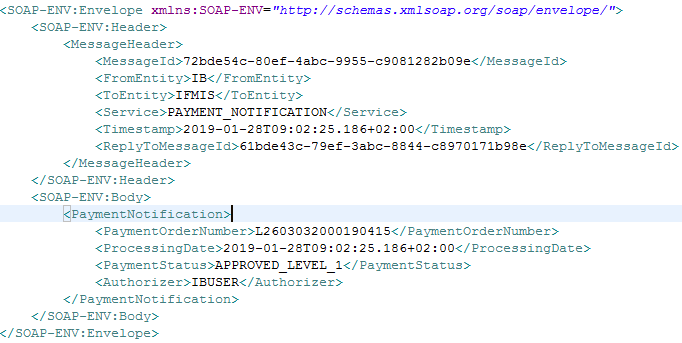 <SOAP-ENV:Envelope xmlns:SOAP-ENV="http://schemas.xmlsoap.org/soap/envelope/">
<SOAP-ENV:Header>
<MessageHeader>
<MessageId>72bde54c-80ef-4abc-9955-c9081282b09e</MessageId>
<FromEntity>IB</FromEntity>
<ToEntity>IFMIS</ToEntity>
<Service>PAYMENT_NOTIFICATION</Service>
<Timestamp>2019-01-28T09:02:25.186+02:00</Timestamp>
<ReplyToMessageId>61bde43c-79ef-3abc-8844-c8970171b98e</ReplyToMessageId>
</MessageHeader>
</SOAP-ENV:Header>
<SOAP-ENV:Body>
<PaymentNotification>
<PaymentOrderNumber>L2603032000190415</PaymentOrderNumber>
<ProcessingDate>2019-01-28T09:02:25.186+02:00</ProcessingDate>
<PaymentStatus>APPROVED_LEVEL_1</PaymentStatus>
<Authorizer>IBUSER</Authorizer>
</PaymentNotification>
</SOAP-ENV:Body>
</SOAP-ENV:Envelope>